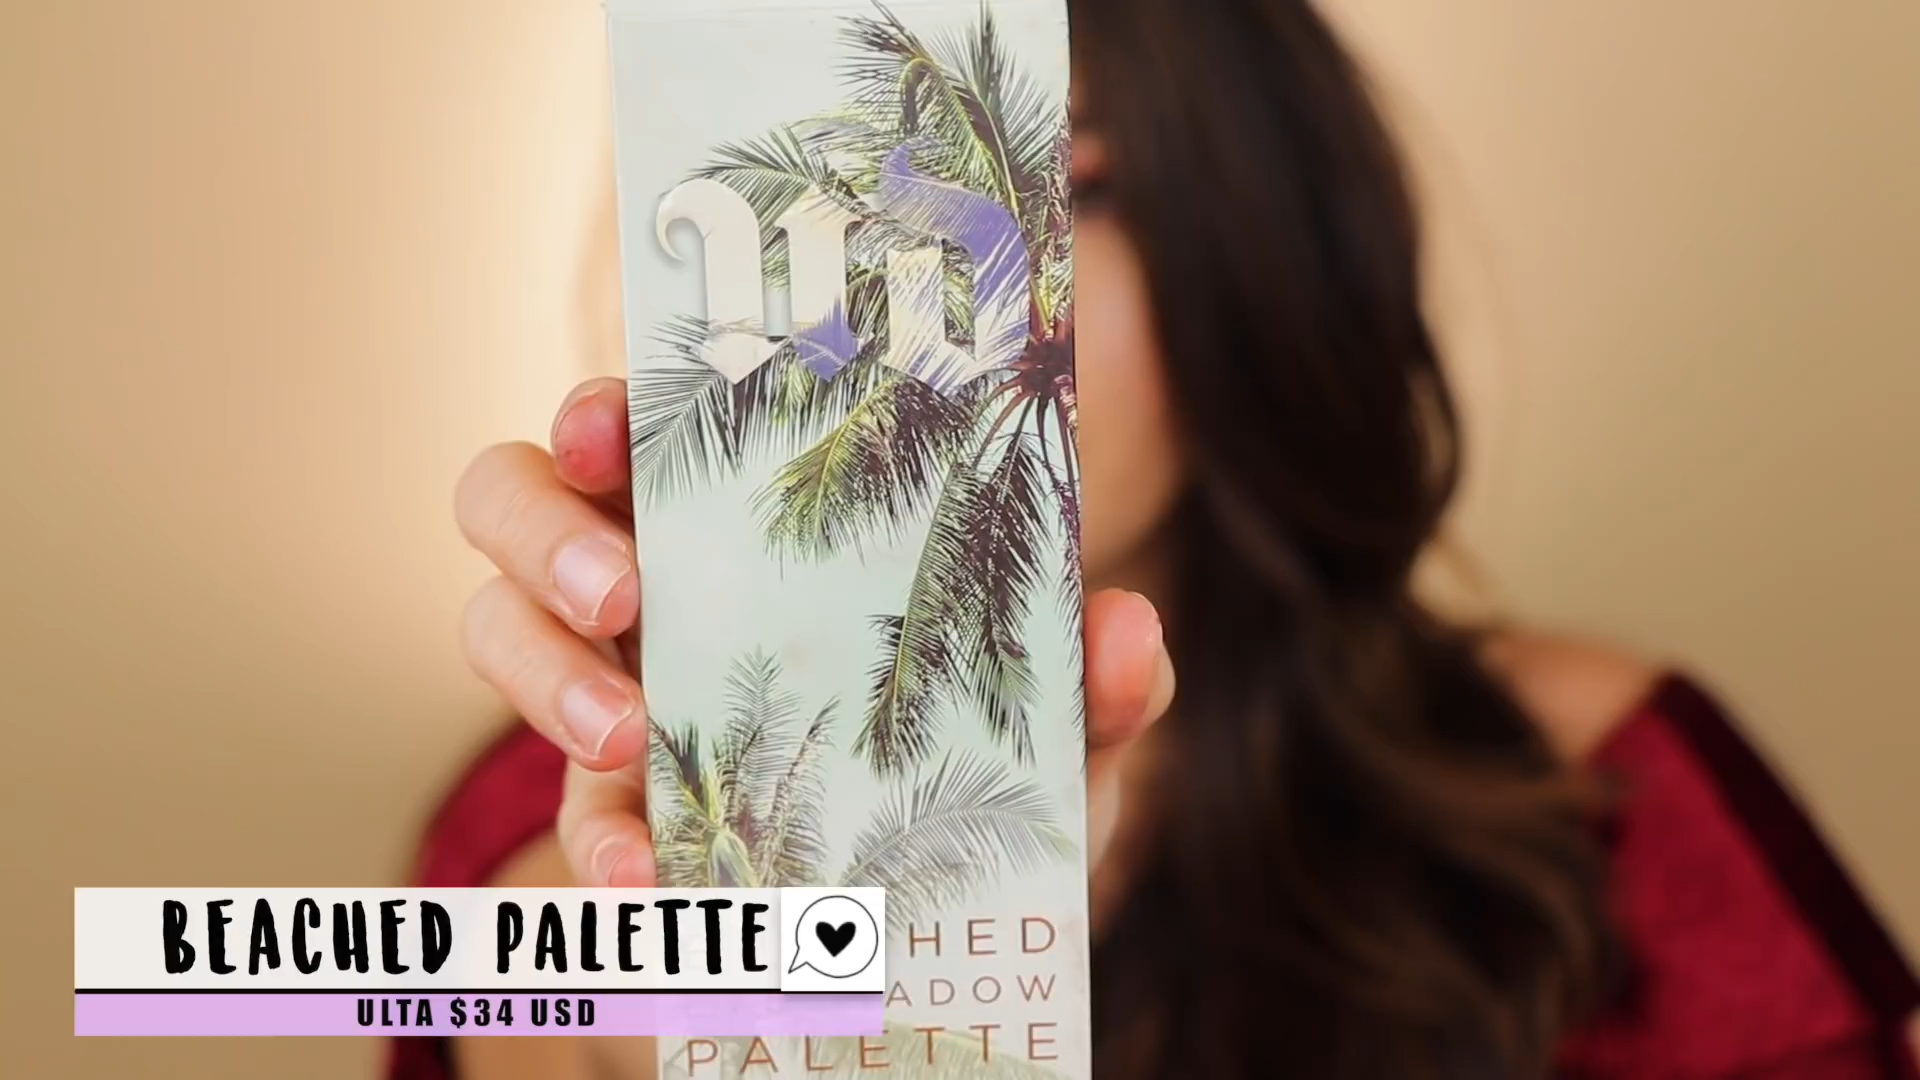 UD
HED
ADOW
PALETTE
BEACHED PALETTE
ULTA $34 USD